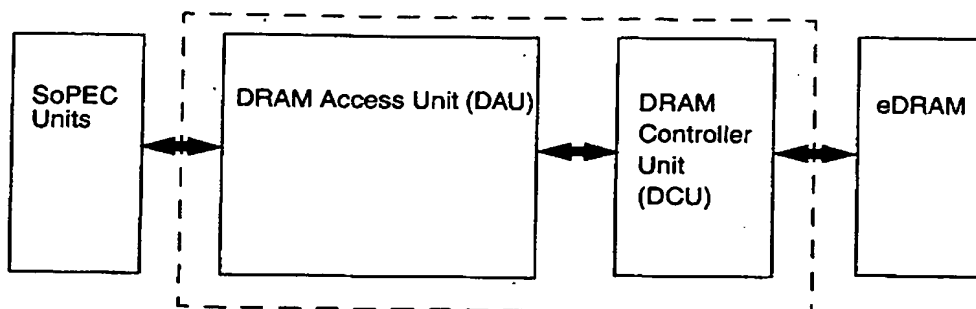 SoPEC
Units
DRAM Access Unit (DAU)
DRAM
Controller
Unit
(DCU)
eDRAM